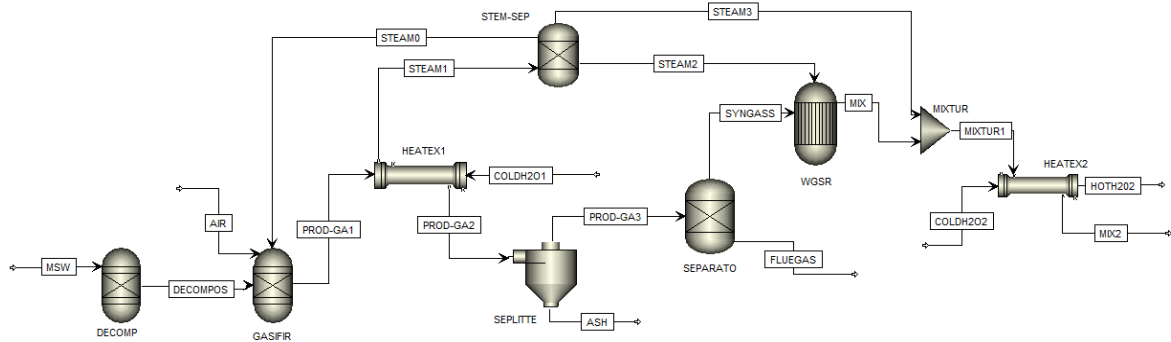 STEAM3
STEM-SEP
STEAM0
STEAM1
STEAM2
SYNGASS
MIX
MIXTUR
MIXTUR1
HEATEX1
WGSR
HEATEX2
COLDH2O1
HOTH202
AIR
PROD-GA1
PROD-GA2
PROD-GA3
COLDH2O2
MIX2
MSW
DECOMPOS
SEPARATO
FLUEGAS
DECOMP
GASIFIR
SEPLITTE
ASH